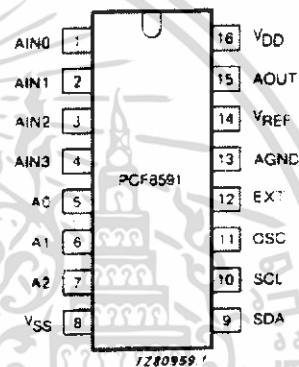 AIN0 1 16 VDD
AIN1 2 15 AOUT
AIN2 3 14 VREF
AIN3 4 13 AGND
PCF8591
A0 5 12 EXT
A1 6 11 OSC
A2 7 10 SCL
VSS 8 9 SDA
7Z80959.1